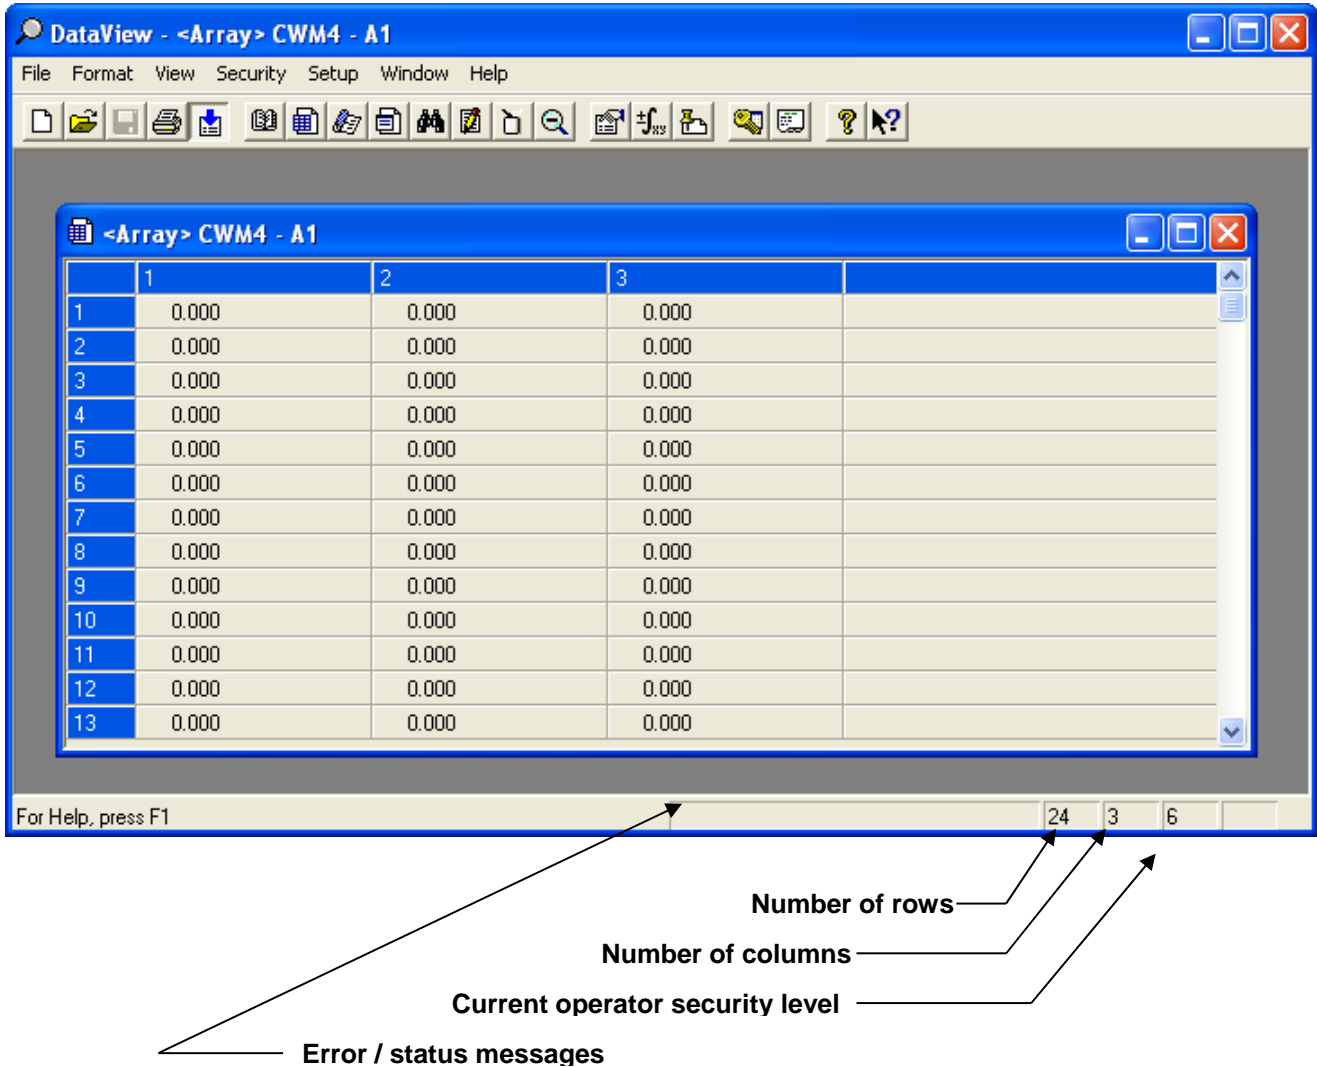 DataView - <Array> CWM4 - A1
File Format View Security Setup Window Help
<Array> CWM4 - A1
1 2 3
1 0.000 0.000 0.000
2 0.000 0.000 0.000
3 0.000 0.000 0.000
4 0.000 0.000 0.000
5 0.000 0.000 0.000
6 0.000 0.000 0.000
7 0.000 0.000 0.000
8 0.000 0.000 0.000
9 0.000 0.000 0.000
10 0.000 0.000 0.000
11 0.000 0.000 0.000
12 0.000 0.000 0.000
13 0.000 0.000 0.000
For Help, press F1 24 3 6
Number of rows
Number of columns
Current operator security level
Error / status messages